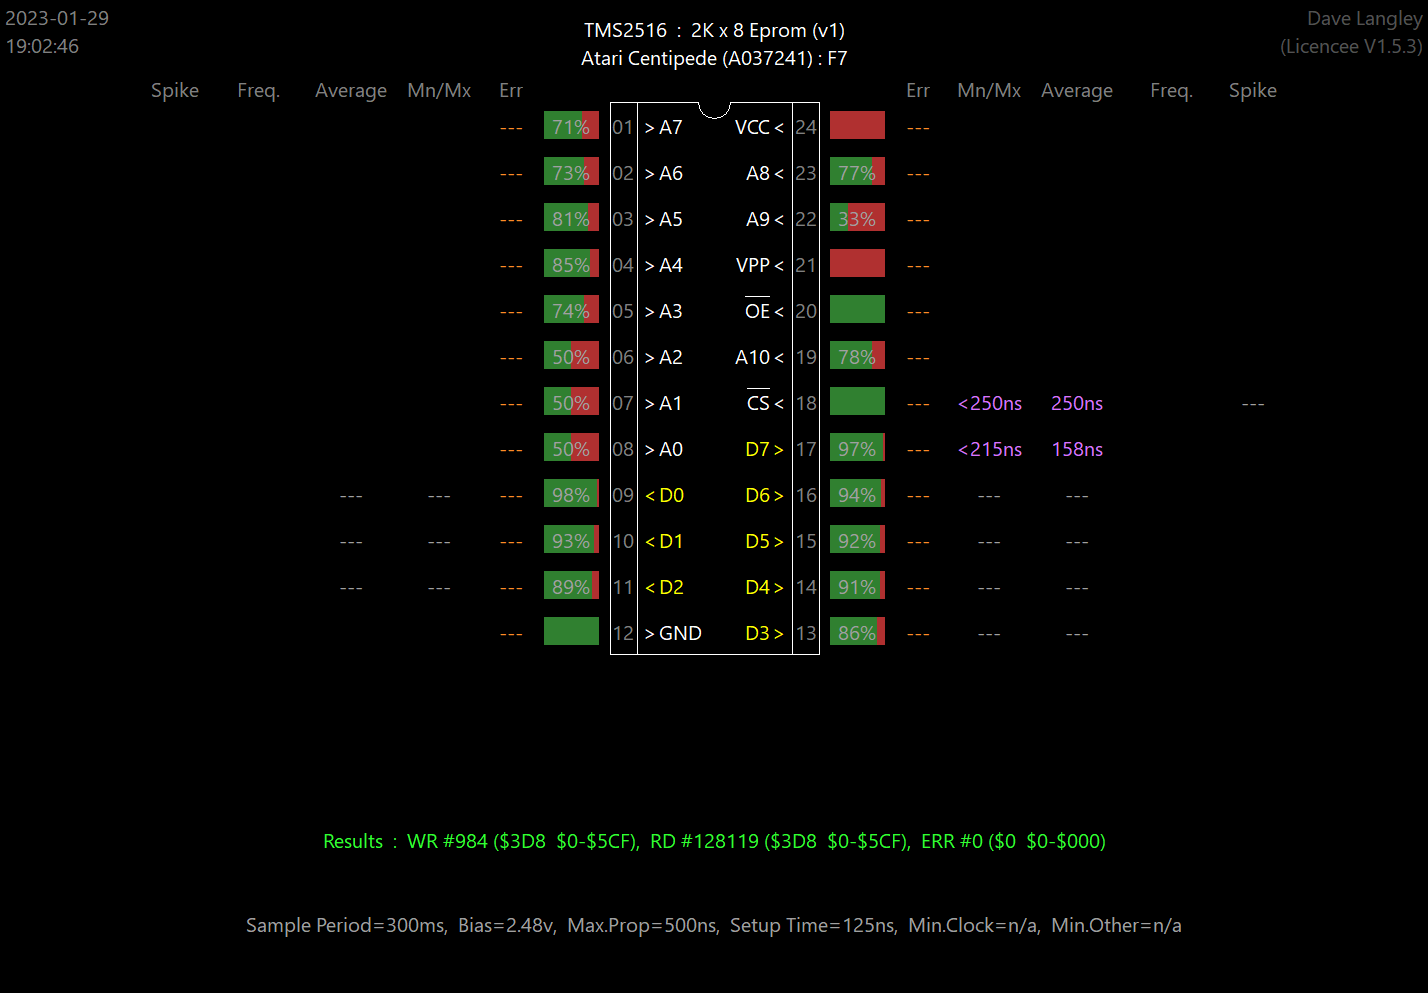 2023-01-29
19:02:46
TMS2516 : 2K x 8 Eprom (v1)
Atari Centipede (A037241) : F7
Dave Langley
(Licencee V1.5.3)
Spike Freq. Average Mn/Mx Err Err Mn/Mx Average Freq. Spike
--- 71% 01 > A7 VCC < 24 ---
--- 73% 02 > A6 A8 < 23 77% ---
--- 81% 03 > A5 A9 < 22 33% ---
--- 85% 04 > A4 VPP < 21 ---
--- 74% 05 > A3 OE < 20 ---
--- 50% 06 > A2 A10 < 19 78% ---
--- 50% 07 > A1 CS < 18 --- <250ns 250ns ---
--- 50% 08 > A0 D7 > 17 97% --- <215ns 158ns
--- --- --- 98% 09 < D0 D6 > 16 94% --- --- ---
--- --- --- 93% 10 < D1 D5 > 15 92% --- --- ---
--- --- --- 89% 11 < D2 D4 > 14 91% --- --- ---
--- 12 > GND D3 > 13 86% --- --- ---
Results : WR #984 ($3D8 $0-$5CF), RD #128119 ($3D8 $0-$5CF), ERR #0 ($0 $0-$000)
Sample Period=300ms, Bias=2.48v, Max.Prop=500ns, Setup Time=125ns, Min.Clock=n/a, Min.Other=n/a